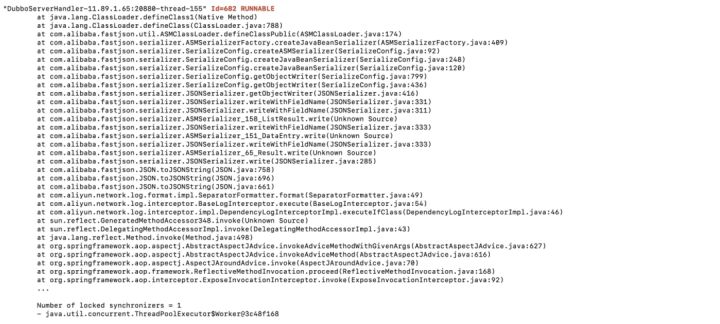 "DubboServerHandler-11.89.1.65:20880-thread-155" Id=682 RUNNABLE
at java.lang.ClassLoader.defineClass1(Native Method)
at java.lang.ClassLoader.defineClass(ClassLoader.java:788)
at com.alibaba.fastjson.util.ASMClassLoader.defineClassPublic(ASMClassLoader.java:174)
at com.alibaba.fastjson.serializer.ASMSerializerFactory.createJavaBeanSerializer(ASMSerializerFactory.java:409)
at com.alibaba.fastjson.serializer.SerializeConfig.createASMSerializer(SerializeConfig.java:92)
at com.alibaba.fastjson.serializer.SerializeConfig.createJavaBeanSerializer(SerializeConfig.java:248)
at com.alibaba.fastjson.serializer.SerializeConfig.createJavaBeanSerializer(SerializeConfig.java:120)
at com.alibaba.fastjson.serializer.SerializeConfig.getObjectWriter(SerializeConfig.java:799)
at com.alibaba.fastjson.serializer.SerializeConfig.getObjectWriter(SerializeConfig.java:436)
at com.alibaba.fastjson.serializer.JSONSerializer.getObjectWriter(JSONSerializer.java:416)
at com.alibaba.fastjson.serializer.JSONSerializer.writeWithFieldName(JSONSerializer.java:331)
at com.alibaba.fastjson.serializer.JSONSerializer.writeWithFieldName(JSONSerializer.java:311)
at com.alibaba.fastjson.serializer.ASMSerializer_158_ListResult.write(Unknown Source)
at com.alibaba.fastjson.serializer.JSONSerializer.writeWithFieldName(JSONSerializer.java:333)
at com.alibaba.fastjson.serializer.ASMSerializer_151_DataEntry.write(Unknown Source)
at com.alibaba.fastjson.serializer.JSONSerializer.writeWithFieldName(JSONSerializer.java:333)
at com.alibaba.fastjson.serializer.ASMSerializer_65_Result.write(Unknown Source)
at com.alibaba.fastjson.serializer.JSONSerializer.write(JSONSerializer.java:285)
at com.alibaba.fastjson.JSON.toJSONString(JSON.java:758)
at com.alibaba.fastjson.JSON.toJSONString(JSON.java:696)
at com.alibaba.fastjson.JSON.toJSONString(JSON.java:661)
at com.aliyun.network.log.format.impl.SeparatorFormatter.format(SeparatorFormatter.java:49)
at com.aliyun.network.log.interceptor.BaseLogInterceptor.execute(BaseLogInterceptor.java:54)
at com.aliyun.network.log.interceptor.impl.DependencyLogInterceptorImpl.executeIfClass(DependencyLogInterceptorImpl.java:46)
at sun.reflect.GeneratedMethodAccessor348.invoke(Unknown Source)
at sun.reflect.DelegatingMethodAccessorImpl.invoke(DelegatingMethodAccessorImpl.java:43)
at java.lang.reflect.Method.invoke(Method.java:498)
at org.springframework.aop.aspectj.AbstractAspectJAdvice.invokeAdviceMethodWithGivenArgs(AbstractAspectJAdvice.java:627)
at org.springframework.aop.aspectj.AbstractAspectJAdvice.invokeAdviceMethod(AbstractAspectJAdvice.java:616)
at org.springframework.aop.aspectj.AspectJAroundAdvice.invoke(AspectJAroundAdvice.java:70)
at org.springframework.aop.framework.ReflectiveMethodInvocation.proceed(ReflectiveMethodInvocation.java:168)
at org.springframework.aop.interceptor.ExposeInvocationInterceptor.invoke(ExposeInvocationInterceptor.java:92)
...
Number of locked synchronizers = 1
- java.util.concurrent.ThreadPoolExecutor$Worker@3c48f168